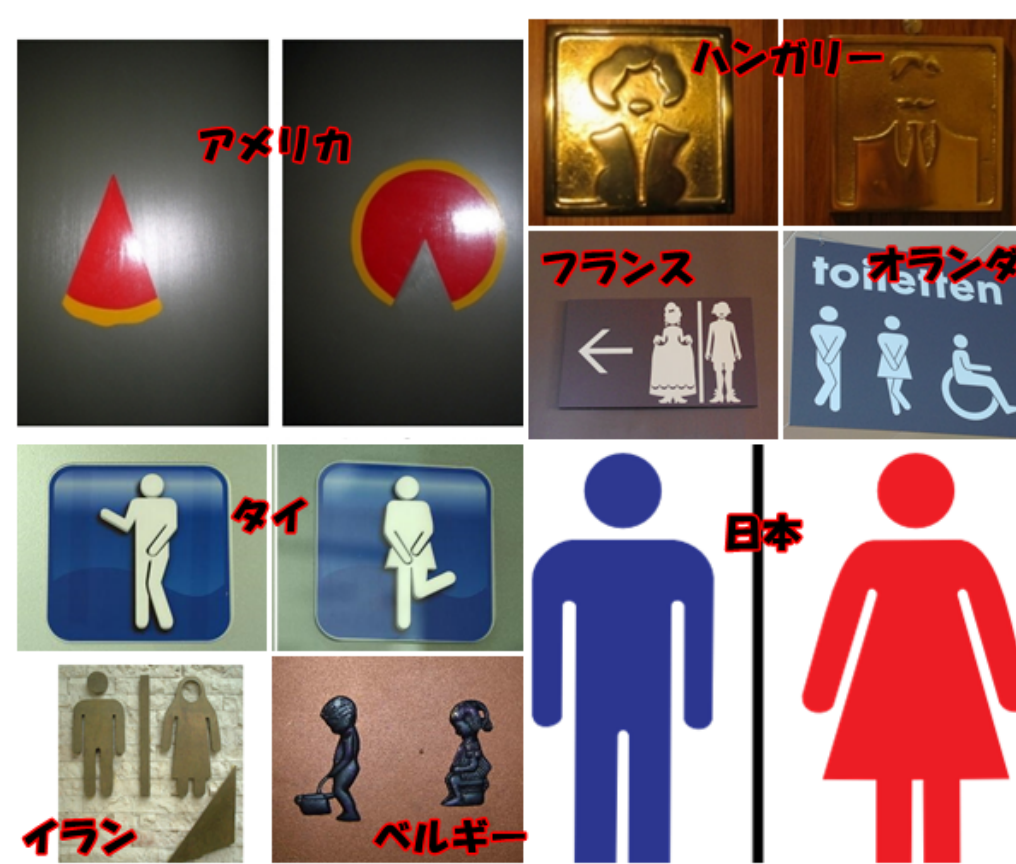 ハンガリー
アメリカ
フランス
オランダ
toiletten
タイ
日本
イラン
ベルギー